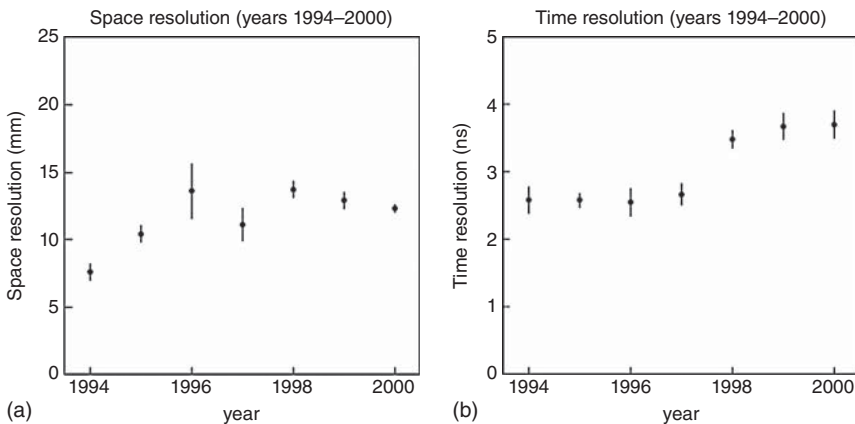 Space resolution (years 1994–2000)
25
20
15
10
5
0
Space resolution (mm)
1994 1996 1998 2000
year
(a)
Time resolution (years 1994–2000)
5
4
3
2
1
0
Time resolution (ns)
1994 1996 1998 2000
year
(b)